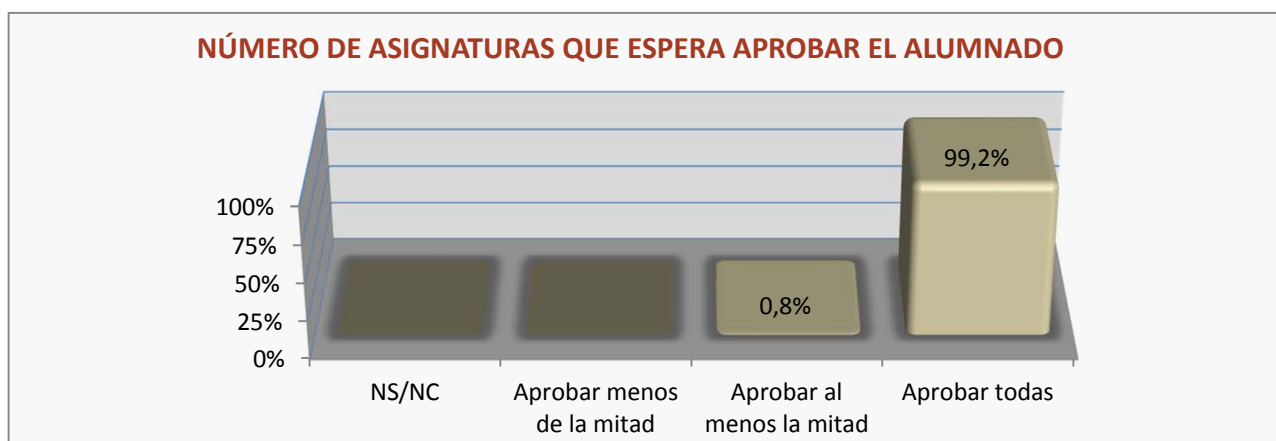 NÚMERO DE ASIGNATURAS QUE ESPERA APROBAR EL ALUMNADO
99,2%
100%
75%
50%
25%
0%
0,8%
NS/NC
Aprobar menos
de la mitad
Aprobar al
menos la mitad
Aprobar todas